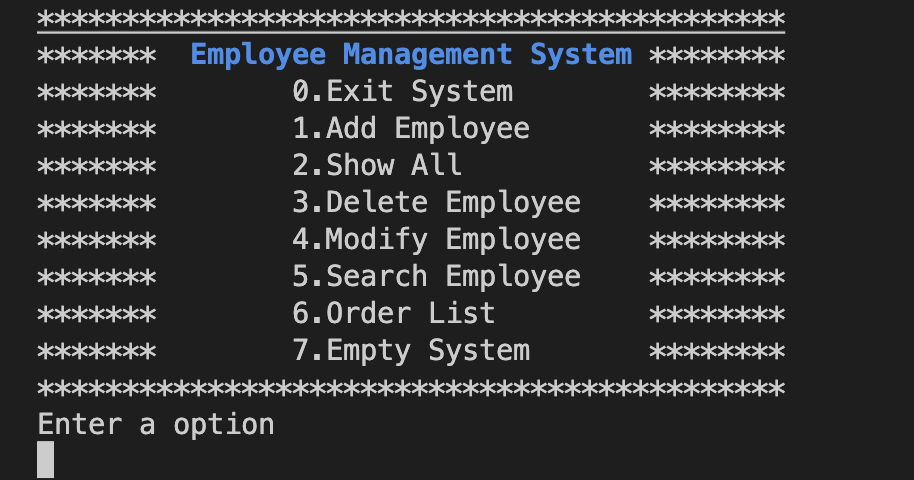 ********************************************
******* Employee Management System ********
******* 0.Exit System ********
******* 1.Add Employee ********
******* 2.Show All ********
******* 3.Delete Employee ********
******* 4.Modify Employee ********
******* 5.Search Employee ********
******* 6.Order List ********
******* 7.Empty System ********
********************************************
Enter a option